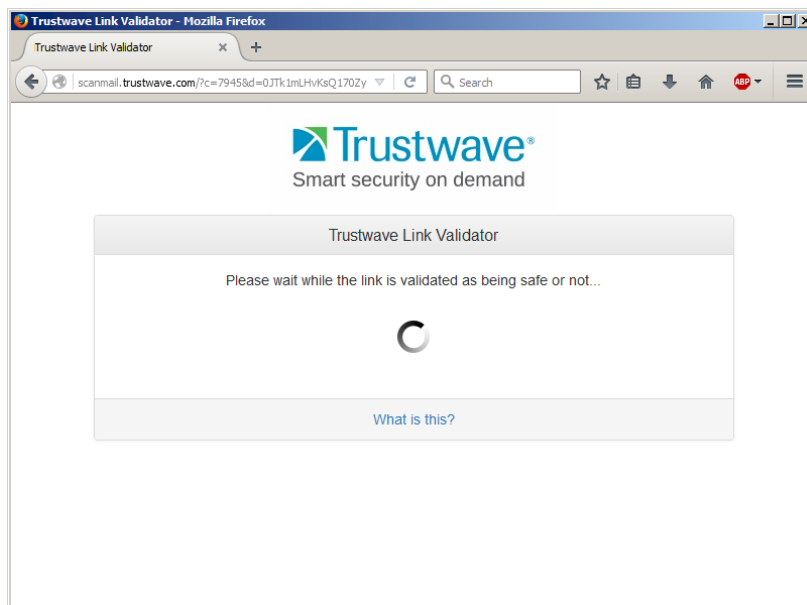 Trustwave Link Validator - Mozilla Firefox
Trustwave Link Validator
scanmail.trustwave.com/?c=7945&d=0JTk1mLHvKsQ170Zy
Search
ABP
Trustwave®
Smart security on demand
Trustwave Link Validator
Please wait while the link is validated as being safe or not...
What is this?